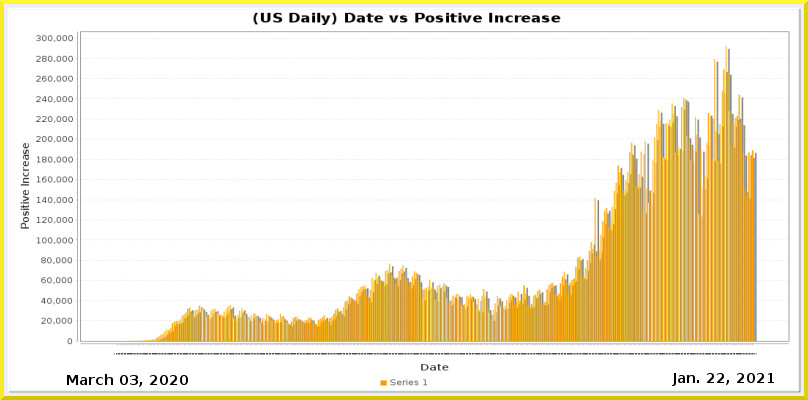 (US Daily) Date vs Positive Increase
300,000
280,000
260,000
240,000
220,000
200,000
180,000
160,000
140,000
120,000
100,000
80,000
60,000
40,000
20,000
0
Positive Increase
Date
March 03, 2020
Series 1
Jan. 22, 2021